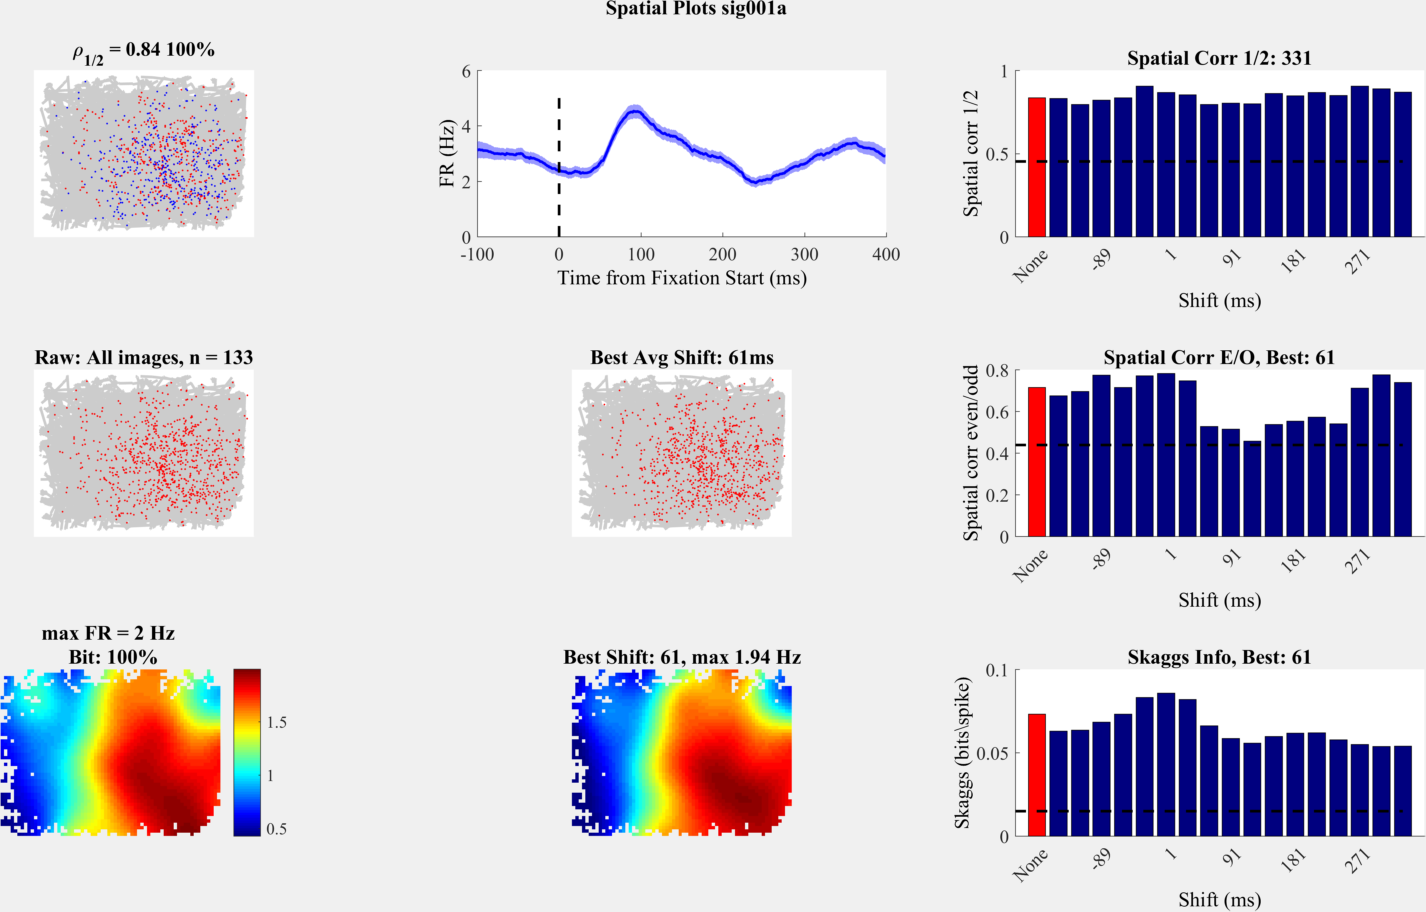 Spatial Plots sig001a
ρ1/2 = 0.84 100%
6
4
2
0
FR (Hz)
-100
0
100
200
300
400
Time from Fixation Start (ms)
Spatial Corr 1/2: 331
1
0.5
0
Spatial corr 1/2
None
-89
1
91
181
271
Shift (ms)
Raw: All images, n = 133
Best Avg Shift: 61ms
Spatial Corr E/O, Best: 61
0.8
0.6
0.4
0.2
0
Spatial corr even/odd
None
-89
1
91
181
271
Shift (ms)
max FR = 2 Hz
Bit: 100%
1.5
1
0.5
Best Shift: 61, max 1.94 Hz
Skaggs Info, Best: 61
0.1
0.05
0
Skaggs (bits\spike)
None
-89
1
91
181
271
Shift (ms)